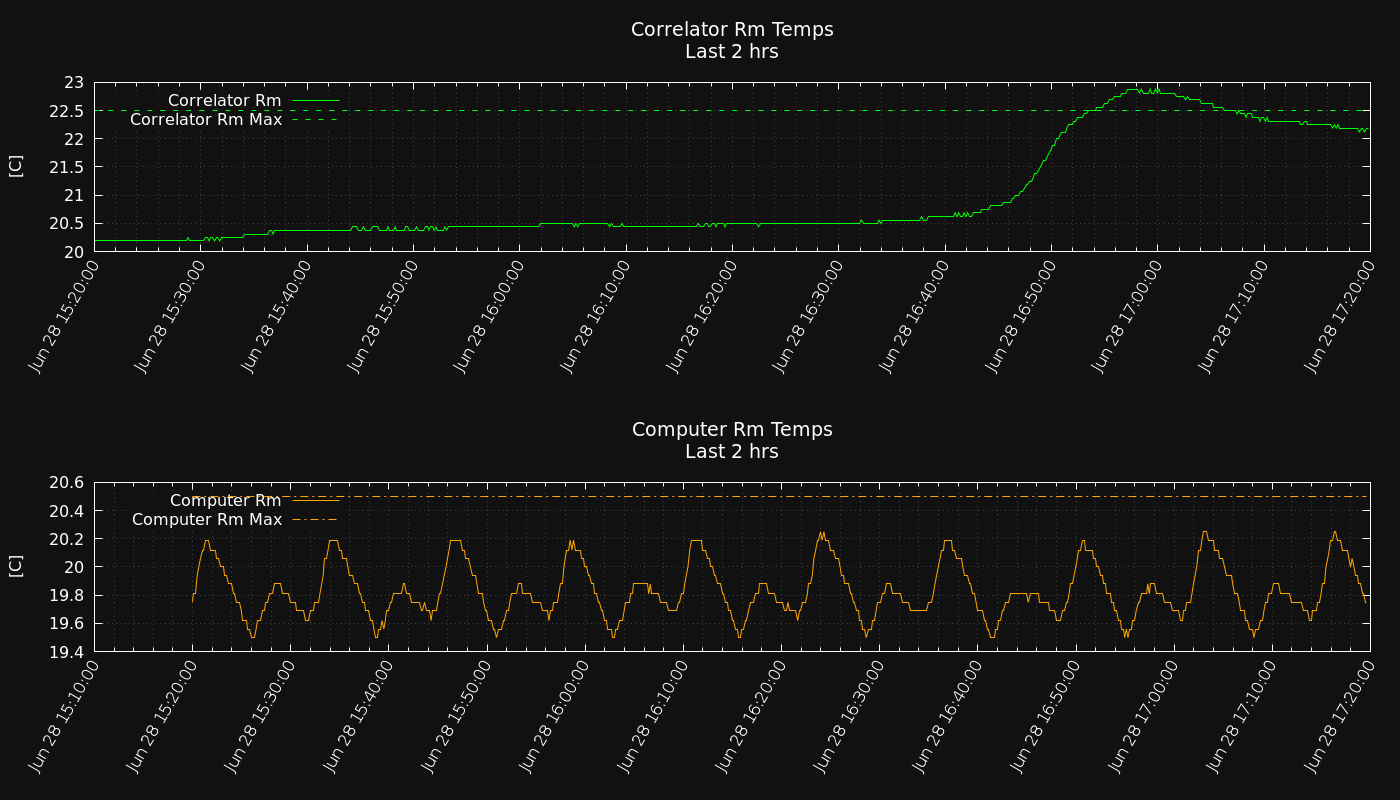 Correlator Rm Temps
Last 2 hrs
Correlator Rm
Correlator Rm Max
[C]
23
22.5
22
21.5
21
20.5
20
Jun 28 15:20:00
Jun 28 15:30:00
Jun 28 15:40:00
Jun 28 15:50:00
Jun 28 16:00:00
Jun 28 16:10:00
Jun 28 16:20:00
Jun 28 16:30:00
Jun 28 16:40:00
Jun 28 16:50:00
Jun 28 17:00:00
Jun 28 17:10:00
Jun 28 17:20:00
Computer Rm Temps
Last 2 hrs
Computer Rm
Computer Rm Max
[C]
20.6
20.4
20.2
20
19.8
19.6
19.4
Jun 28 15:10:00
Jun 28 15:20:00
Jun 28 15:30:00
Jun 28 15:40:00
Jun 28 15:50:00
Jun 28 16:00:00
Jun 28 16:10:00
Jun 28 16:20:00
Jun 28 16:30:00
Jun 28 16:40:00
Jun 28 16:50:00
Jun 28 17:00:00
Jun 28 17:10:00
Jun 28 17:20:00